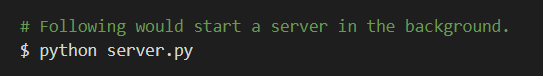 # Following would start a server in the background.
$ python server.py